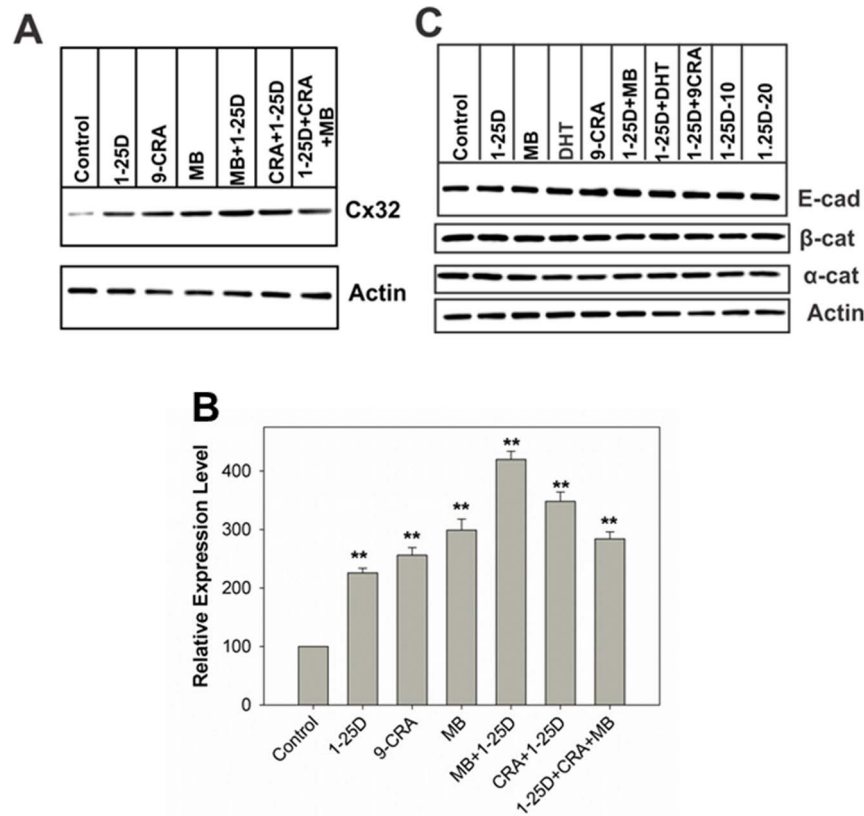 A
Control
1-25D
9-CRA
MB
MB+1-25D
CRA+1-25D
1-25D+CRA
+MB
Cx32
Actin
C
Control
1-25D
MB
DHT
9-CRA
1-25D+MB
1-25D+DHT
1-25D+9CRA
1-25D-10
1.25D-20
E-cad
β-cat
α-cat
Actin
B
Relative Expression Level
400
300
200
100
0
**
**
**
**
**
**
Control
1-25D
9-CRA
MB
MB+1-25D
CRA+1-25D
1-25D+CRA+MB